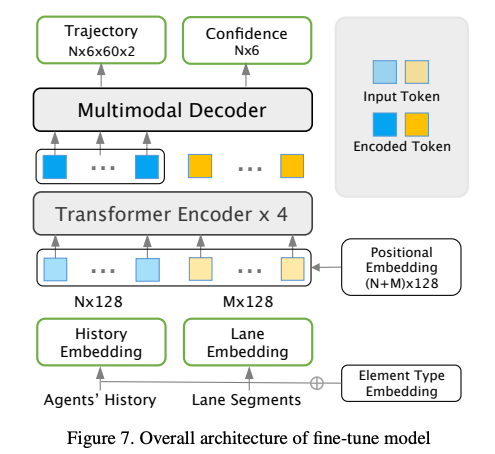 Trajectory
Nx6x60x2
Confidence
Nx6
Input Token
Encoded Token
Multimodal Decoder
...
...
Transformer Encoder x 4
...
...
Positional
Embedding
(N+M)x128
Nx128
Mx128
History
Embedding
Lane
Embedding
Element Type
Embedding
Agents' History
Lane Segments
Figure 7. Overall architecture of fine-tune model